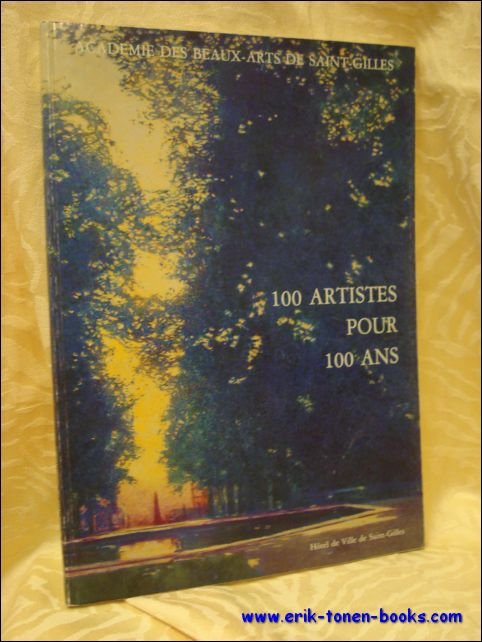 ACADEMIE DES BEAUX-ARTS DE SAINT-GILLES
100 ARTISTES
POUR
100 ANS
Hôtel de Ville de Saint-Gilles
www.erik-tonen-books.com